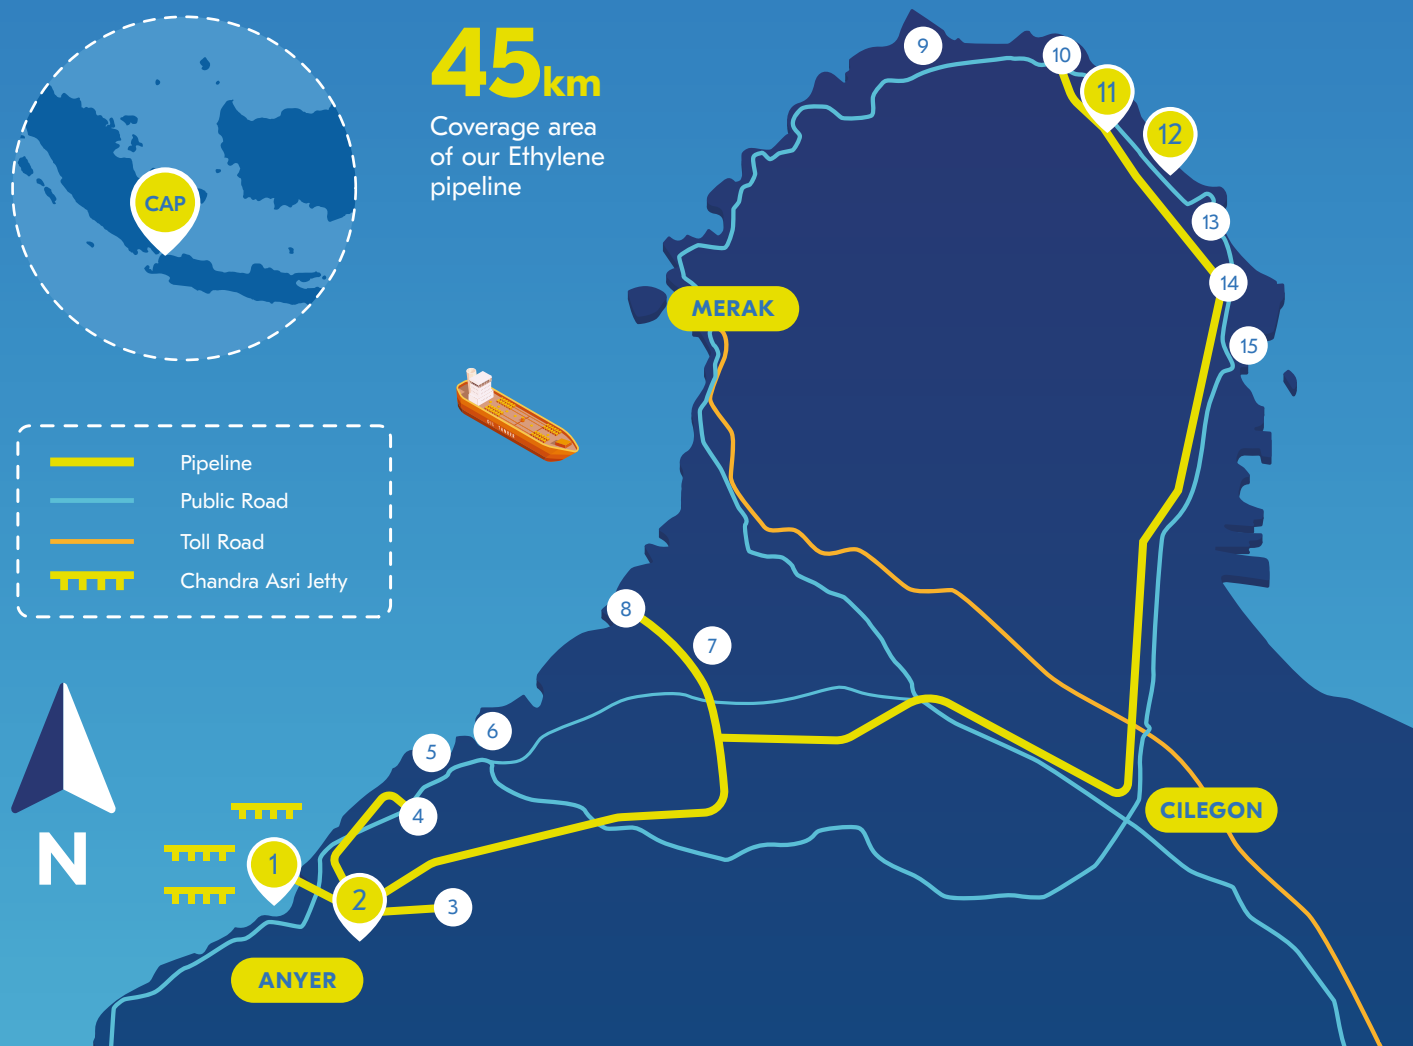 45km
Coverage area
of our Ethylene
pipeline
CAP
Pipeline
Public Road
Toll Road
Chandra Asri Jetty
N
9
10
11
12
13
14
15
MERAK
8
7
6
5
4
CILEGON
1
2
3
ANYER